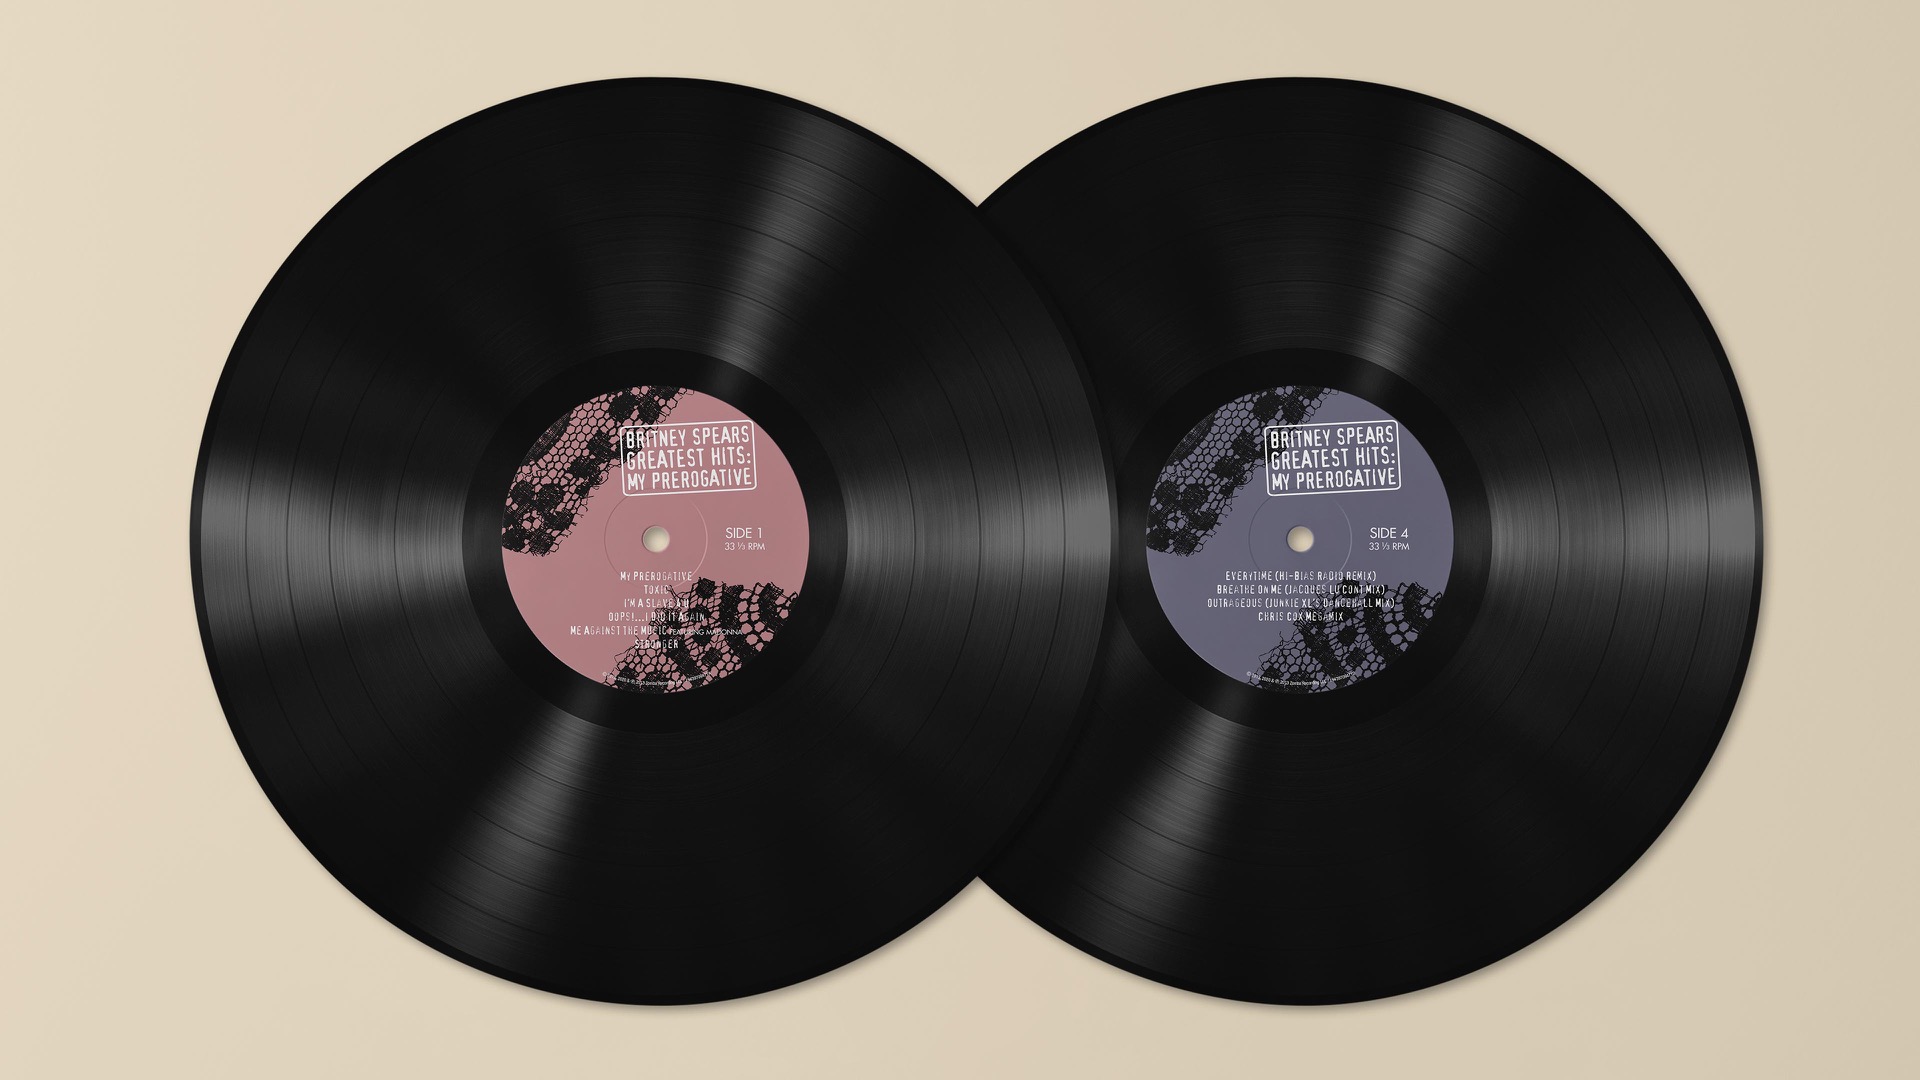 BRITNEY SPEARS
GREATEST HITS:
MY PREROGATIVE
SIDE 1
33 ⅓ RPM
MY PREROGATIVE
TOXIC
I'M A SLAVE 4 U
OOPS!...I DID IT AGAIN
ME AGAINST THE MUSIC FEATURING MADONNA
STRONGER
BRITNEY SPEARS
GREATEST HITS:
MY PREROGATIVE
SIDE 4
33 ⅓ RPM
EVERYTIME (HI-BIAS RADIO REMIX)
BREATHE ON ME (JACQUES LU CONT MIX)
OUTRAGEOUS (JUNKIE XL'S DANCEHALL MIX)
CHRIS COX MEGAMIX